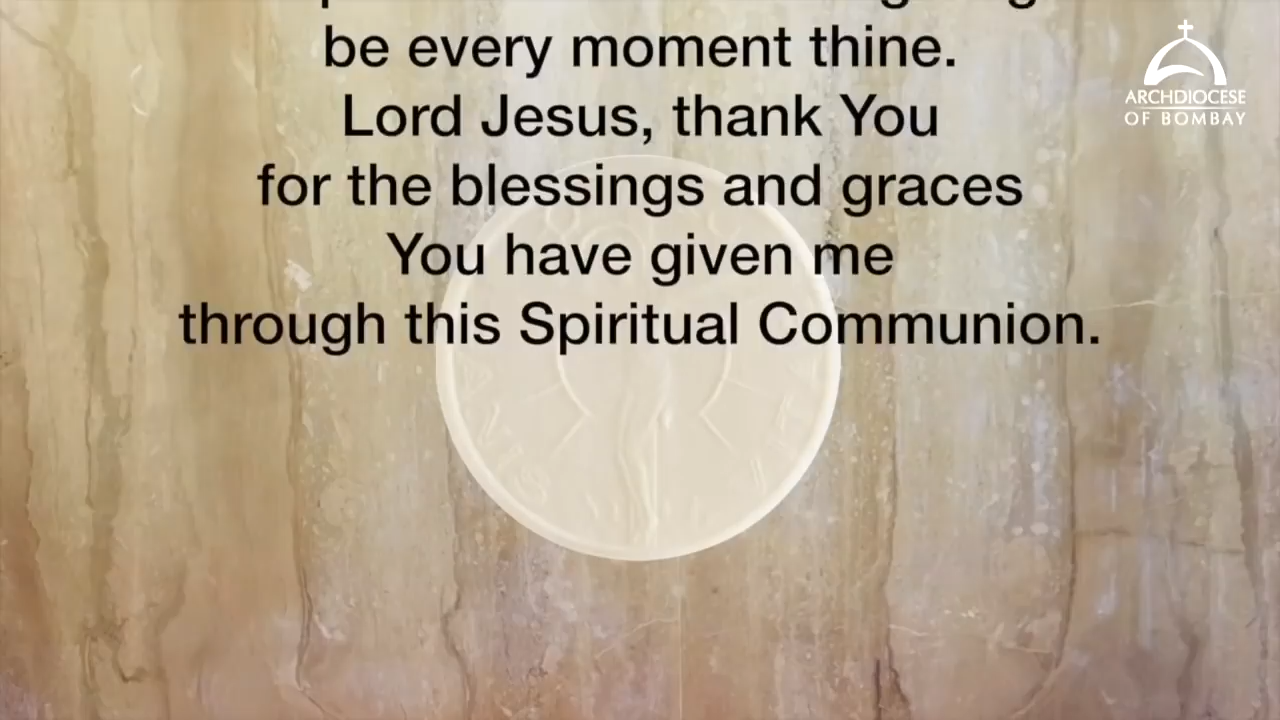 be every moment thine.
Lord Jesus, thank You
for the blessings and graces
You have given me
through this Spiritual Communion.
ARCHDIOCESE
OF BOMBAY